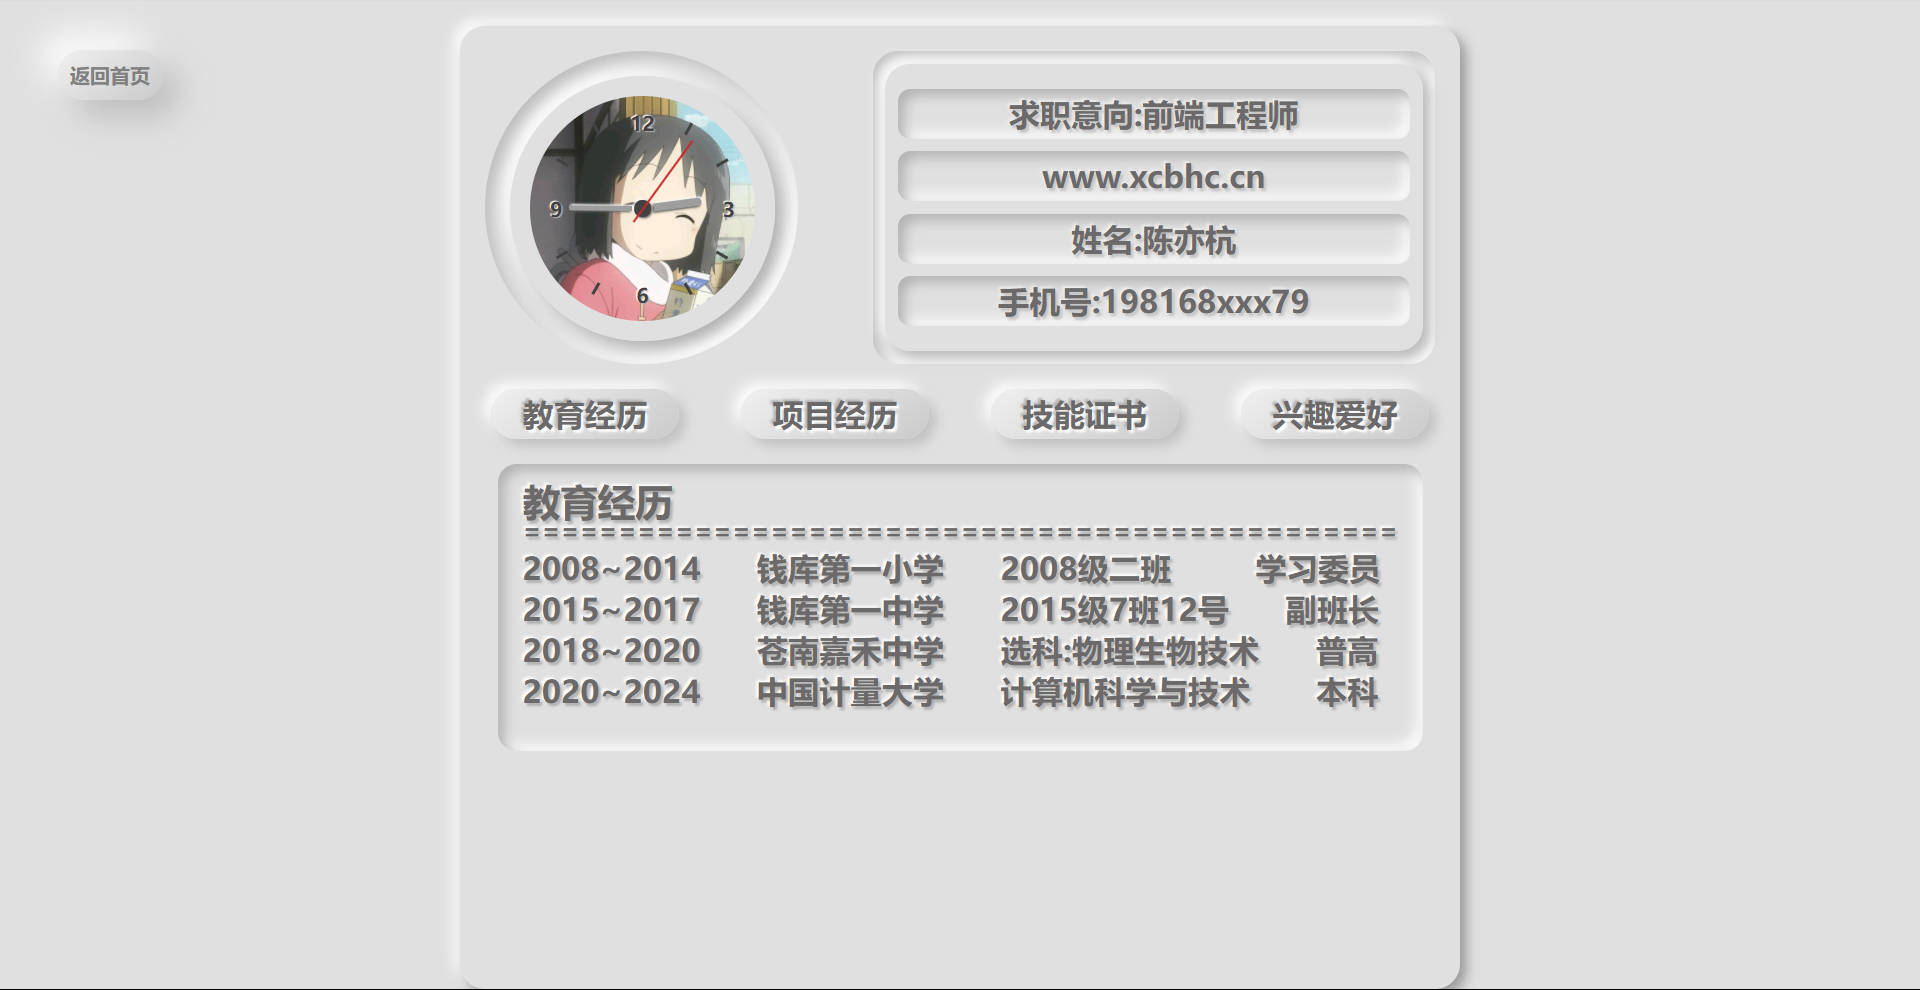 返回首页
12
9
3
6
求职意向:前端工程师
www.xcbhc.cn
姓名:陈亦杭
手机号:198168xxx79
教育经历 项目经历 技能证书 兴趣爱好
教育经历
==============================================
2008~2014 钱库第一小学 2008级二班 学习委员
2015~2017 钱库第一中学 2015级7班12号 副班长
2018~2020 苍南嘉禾中学 选科:物理生物技术 普高
2020~2024 中国计量大学 计算机科学与技术 本科